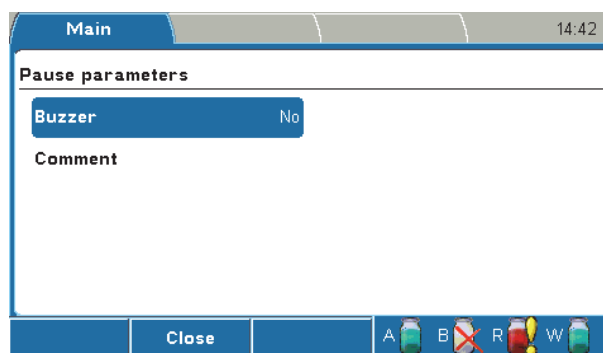 Main 14:42
Pause parameters
Buzzer No
Comment
Close A B R W